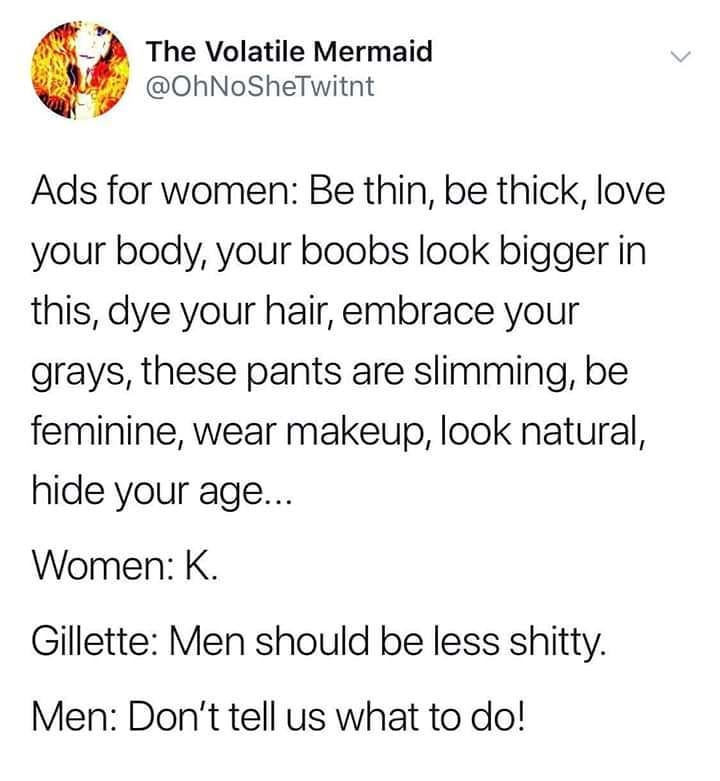 The Volatile Mermaid
@OhNoSheTwitnt
Ads for women: Be thin, be thick, love
your body, your boobs look bigger in
this, dye your hair, embrace your
grays, these pants are slimming, be
feminine, wear makeup, look natural,
hide your age...
Women: K.
Gillette: Men should be less shitty.
Men: Don't tell us what to do!